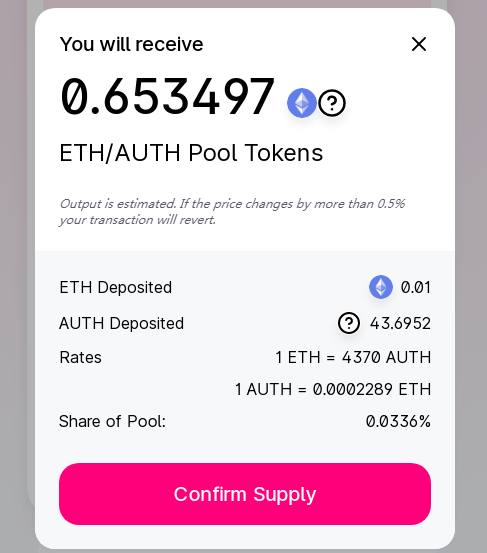 You will receive
0.653497
ETH/AUTH Pool Tokens
Output is estimated. If the price changes by more than 0.5%
your transaction will revert.
ETH Deposited 0.01
AUTH Deposited 43.6952
Rates 1 ETH = 4370 AUTH
1 AUTH = 0.0002289 ETH
Share of Pool: 0.0336%
Confirm Supply